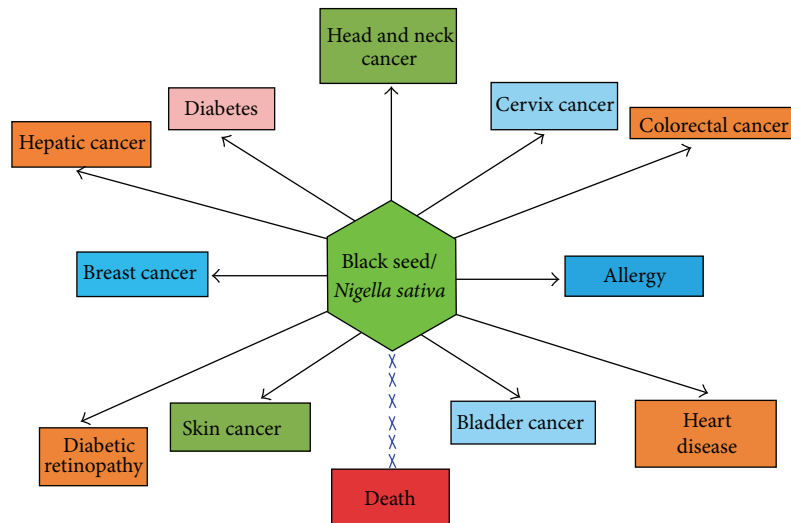 Head and neck
cancer
Diabetes
Cervix cancer
Colorectal cancer
Hepatic cancer
Black seed/
Nigella sativa
Breast cancer
Allergy
Diabetic
retinopathy
Skin cancer
Bladder cancer
Heart
disease
Death